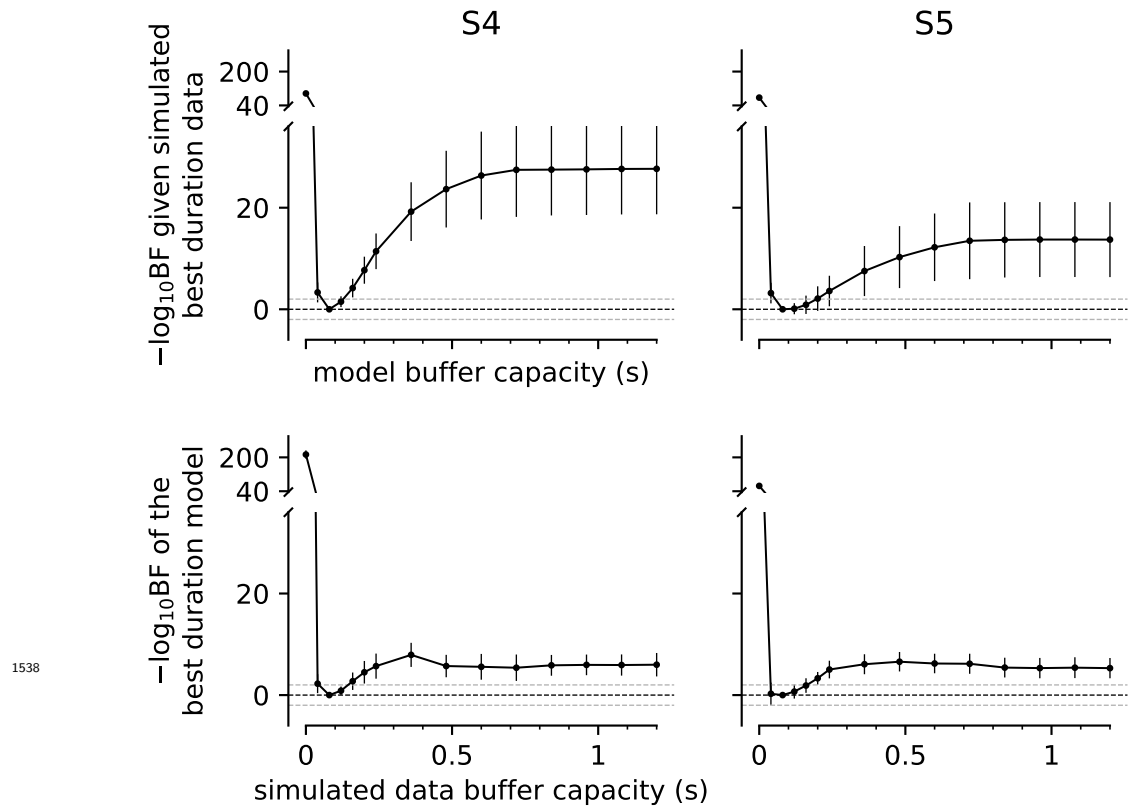 S4
S5
−log₁₀BF given simulated
best duration data
200
40
20
0
model buffer capacity (s)
−log₁₀BF of the
best duration model
200
40
20
0
1538
0
0.5
1
0
0.5
1
simulated data buffer capacity (s)